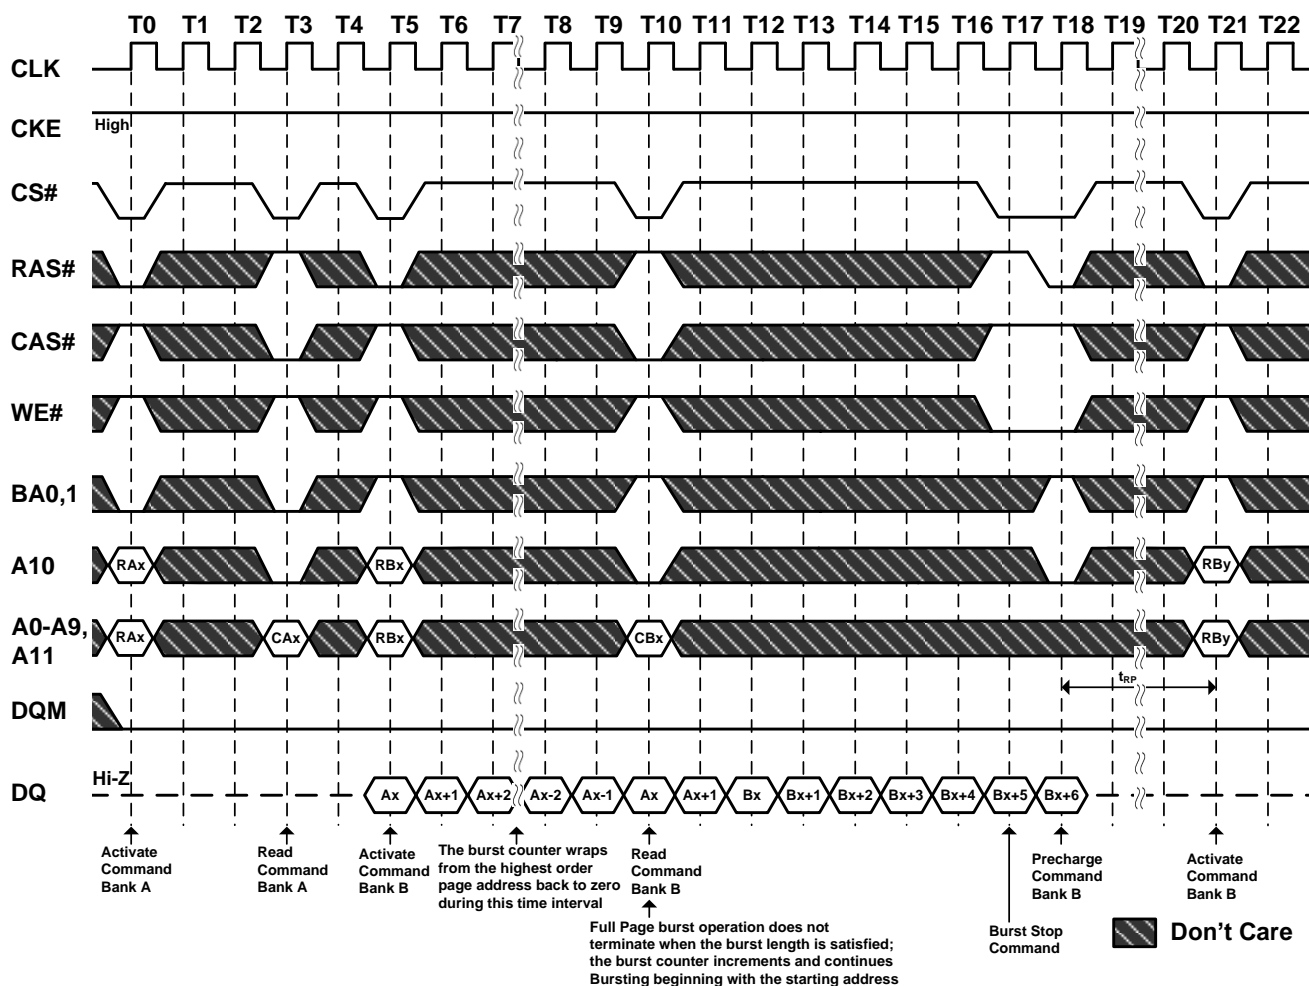 T0 T1 T2 T3 T4 T5 T6 T7 T8 T9 T10 T11 T12 T13 T14 T15 T16 T17 T18 T19 T20 T21 T22
CLK
CKE High
CS#
RAS#
CAS#
WE#
BA0,1
A10 RAx RBx RBy
A0-A9, RAx CAx RBx CBx RBy
A11
tRP
DQM
Hi-Z
DQ Ax Ax+1 Ax+2 Ax-2 Ax-1 Ax Ax+1 Bx Bx+1 Bx+2 Bx+3 Bx+4 Bx+5 Bx+6
Activate
Command
Bank A
Read
Command
Bank A
Activate
Command
Bank B
The burst counter wraps
from the highest order
page address back to zero
during this time interval
Read
Command
Bank B
Full Page burst operation does not
terminate when the burst length is satisfied;
the burst counter increments and continues
Bursting beginning with the starting address
Burst Stop
Command
Precharge
Command
Bank B
Activate
Command
Bank B
Don't Care